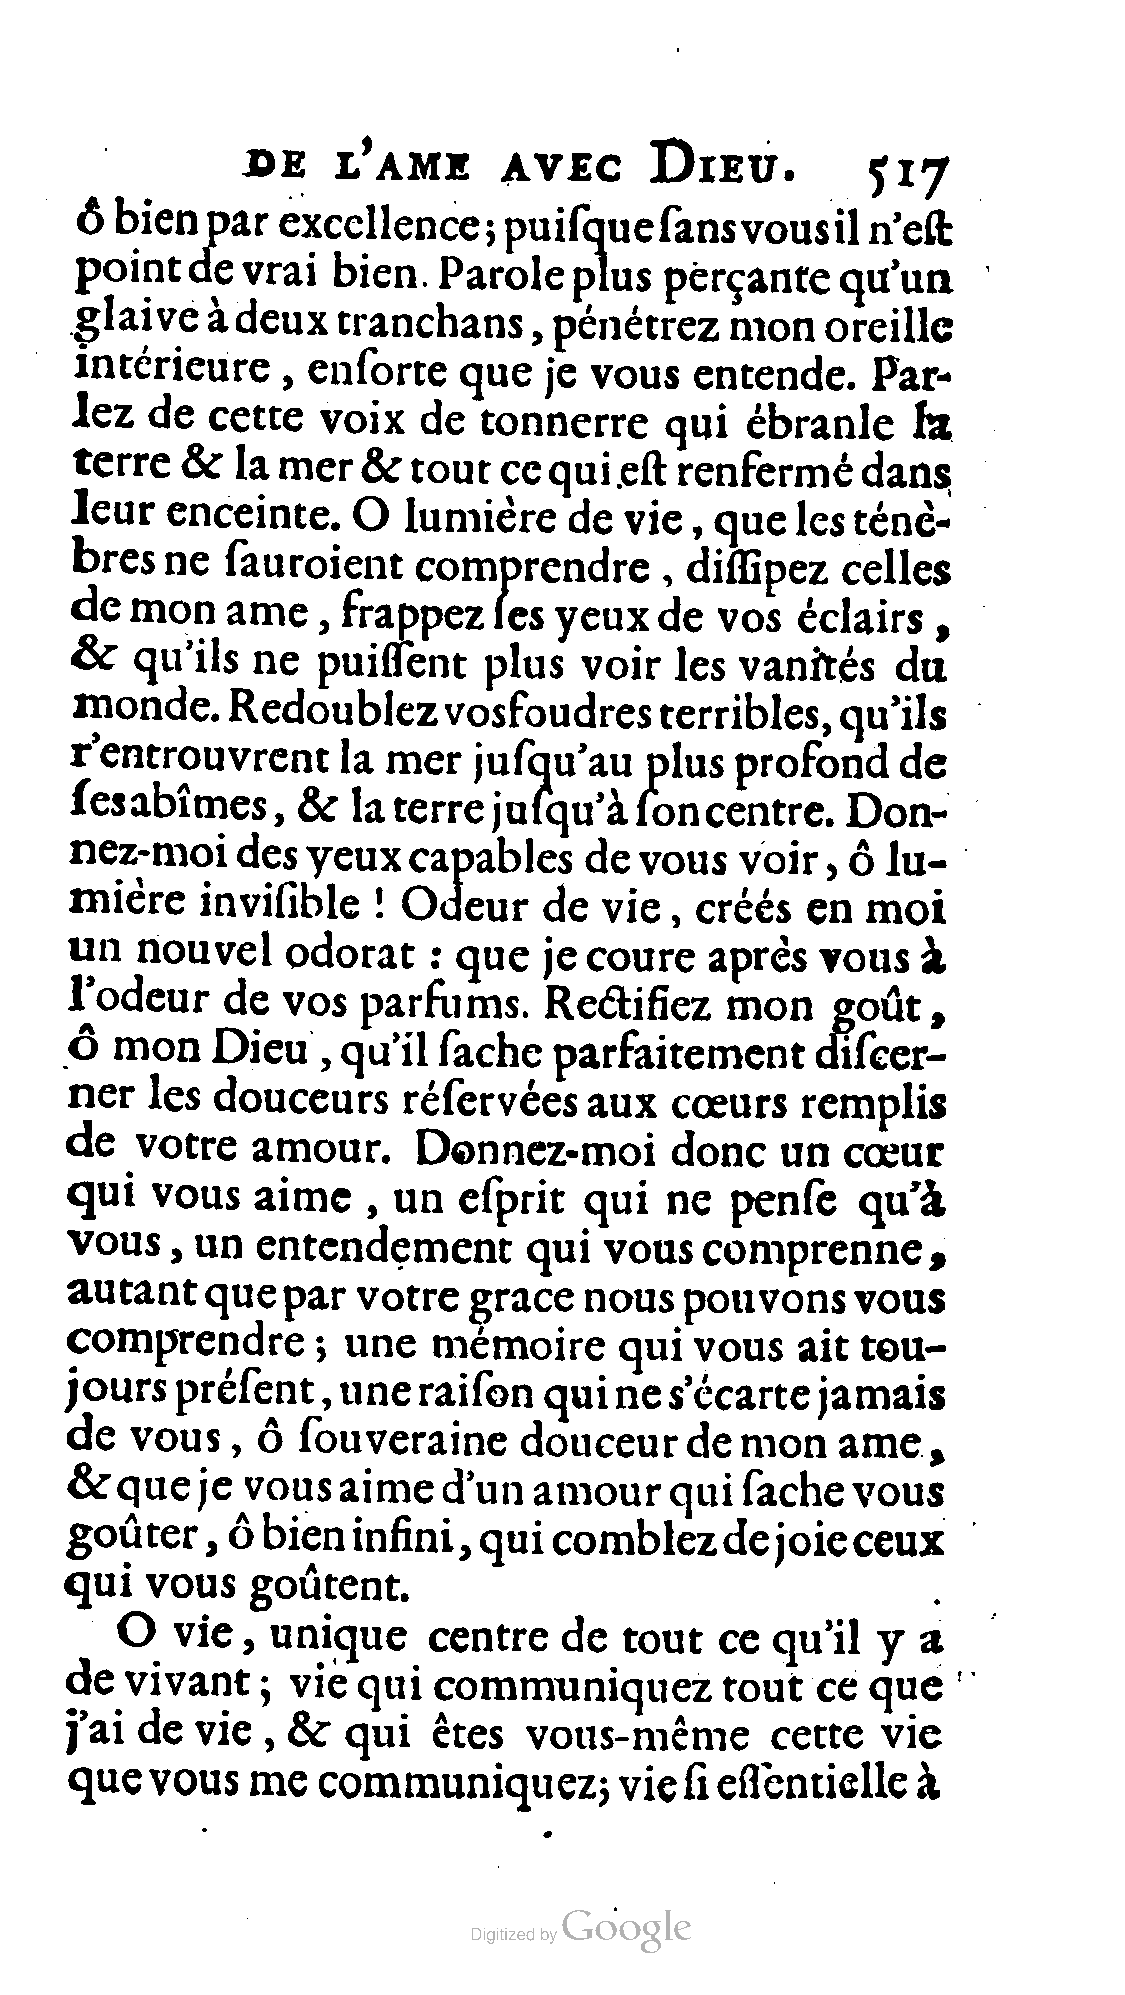 DE L'AME AVEC DIEU. 517
ô bien par excellence; puiſque ſans vous il n'eſt
point de vrai bien. Parole plus perçante qu'un
glaive à deux tranchans, pénétrez mon oreille
intérieure, enſorte que je vous entende. Par-
lez de cette voix de tonnerre qui ébranle la
terre & la mer & tout ce qui eſt renfermé dans
leur enceinte. O lumière de vie, que les ténè-
bres ne ſauroient comprendre, diſſipez celles
de mon ame, frappez ſes yeux de vos éclairs,
& qu'ils ne puiſſent plus voir les vanités du
monde. Redoublez vos foudres terribles, qu'ils
r'entrouvrent la mer juſqu'au plus profond de
ſes abîmes, & la terre juſqu'à ſon centre. Don-
nez-moi des yeux capables de vous voir, ô lu-
mière inviſible ! Odeur de vie, créés en moi
un nouvel odorat : que je coure après vous à
l'odeur de vos parfums. Rectifiez mon goût,
ô mon Dieu, qu'il ſache parfaitement diſcer-
ner les douceurs réſervées aux cœurs remplis
de votre amour. Donnez-moi donc un cœur
qui vous aime, un eſprit qui ne penſe qu'à
vous, un entendement qui vous comprenne,
autant que par votre grace nous pouvons vous
comprendre; une mémoire qui vous ait tou-
jours préſent, une raiſon qui ne s'écarte jamais
de vous, ô ſouveraine douceur de mon ame,
& que je vous aime d'un amour qui ſache vous
goûter, ô bien infini, qui comblez de joie ceux
qui vous goûtent.
O vie, unique centre de tout ce qu'il y a
de vivant; vie qui communiquez tout ce que
j'ai de vie, & qui êtes vous-même cette vie
que vous me communiquez; vie ſi eſſentielle à
Digitized by Google